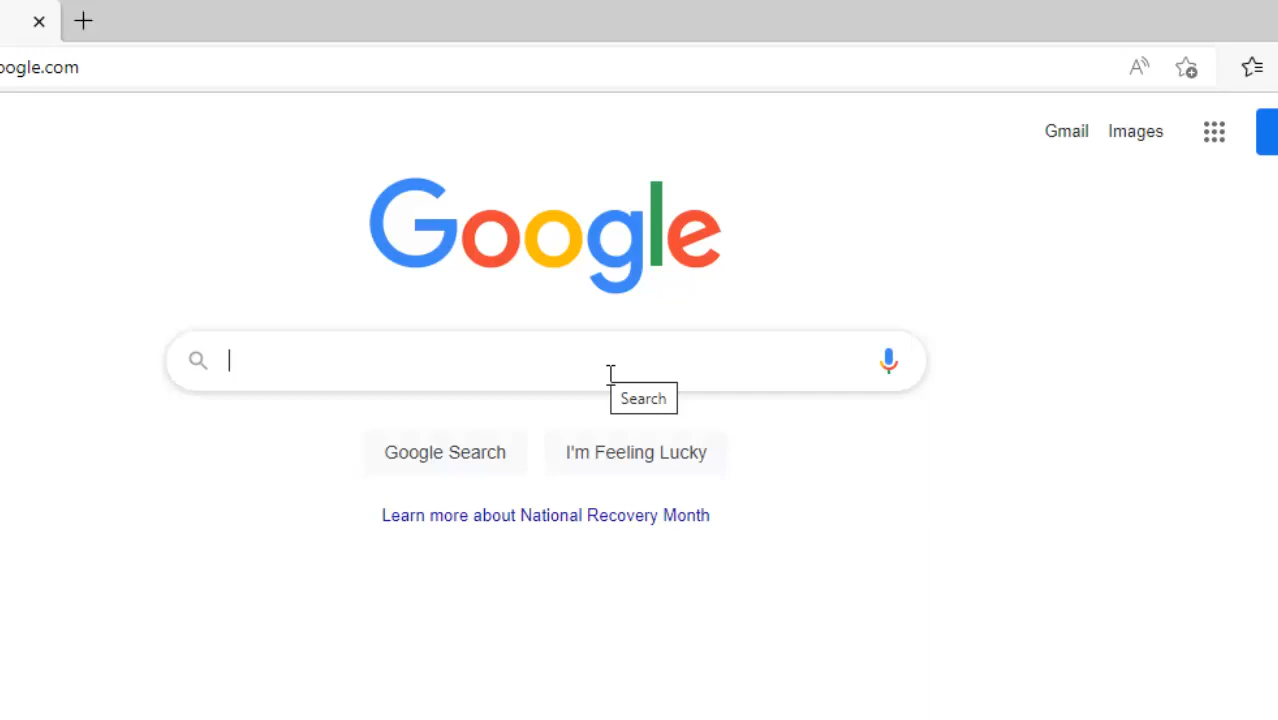 oogle.com
Gmail Images
Google
Search
Google Search I'm Feeling Lucky
Learn more about National Recovery Month